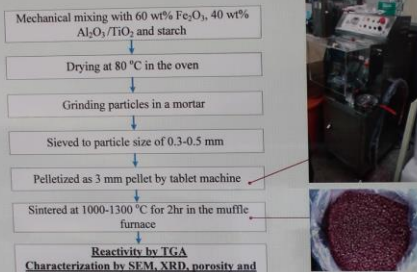 Mechanical mixing with 60 wt% Fe₂O₃, 40 wt%
Al₂O₃ /TiO₂ and starch
Drying at 80 °C in the oven
Grinding particles in a mortar
Sieved to particle size of 0.3-0.5 mm
Pelletized as 3 mm pellet by tablet machine
Sintered at 1000-1300 °C for 2hr in the muffle
furnace
Reactivity by TGA
Characterization by SEM, XRD, porosity and